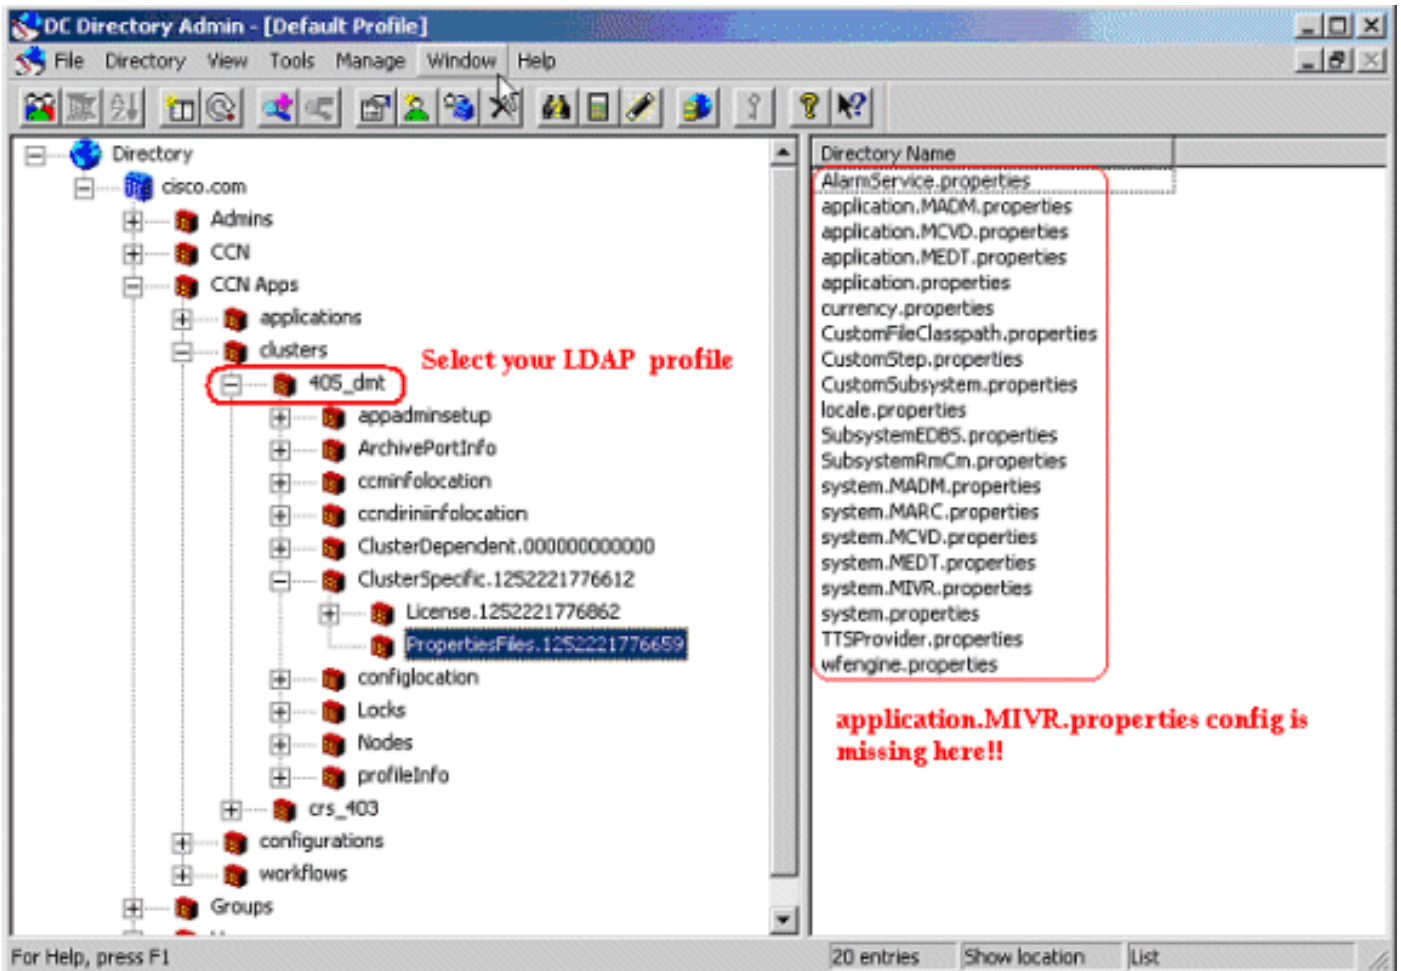 DC Directory Admin - [Default Profile]
File Directory View Tools Manage Window Help
Directory
cisco.com
Admins
CCN
CCN Apps
applications
clusters
Select your LDAP profile
405_dmt
appadminsetup
ArchivePortInfo
ccminfolocation
ccndiriniinfolocation
ClusterDependent.000000000000
ClusterSpecific.1252221776612
License.1252221776862
PropertiesFiles.1252221776659
configlocation
Locks
Nodes
profileInfo
crs_403
configurations
workflows
Groups
Directory Name
AlarmService.properties
application.MADM.properties
application.MCVD.properties
application.MEDT.properties
application.properties
currency.properties
CustomFileClasspath.properties
CustomStep.properties
CustomSubsystem.properties
locale.properties
SubsystemEDBS.properties
SubsystemRmCm.properties
system.MADM.properties
system.MARC.properties
system.MCVD.properties
system.MEDT.properties
system.MIVR.properties
system.properties
TTSProvider.properties
wfengine.properties
application.MIVR.properties config is
missing here!!
For Help, press F1
20 entries
Show location
List